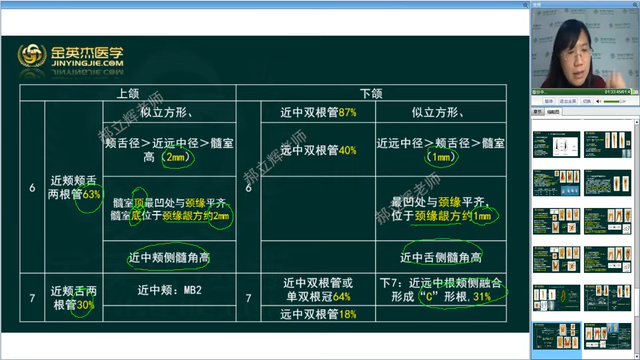 金英杰医学
JINYINGJIE.COM
上颌
下颌
6
近颊颊舌
两根管63%
似立方形、
颊舌径＞近远中径＞髓室
高（2mm）
髓室顶最凹处与颈缘平齐，
髓室底位于颈缘龈方约2mm
近中颊侧髓角高
6
近中双根管87%
远中双根管40%
似立方形、
近远中径＞颊舌径＞髓室
（1mm）
最凹处与颈缘平齐，
位于颈缘龈方约1mm
近中舌侧髓角高
7
近颊舌两
根管30%
近中颊：MB2
7
近中双根管或
单双根冠64%
远中双根管18%
下7：近远中根颊侧融合
形成“C”形根.31%
郝立辉老师
郝立辉老师
郝立辉老师